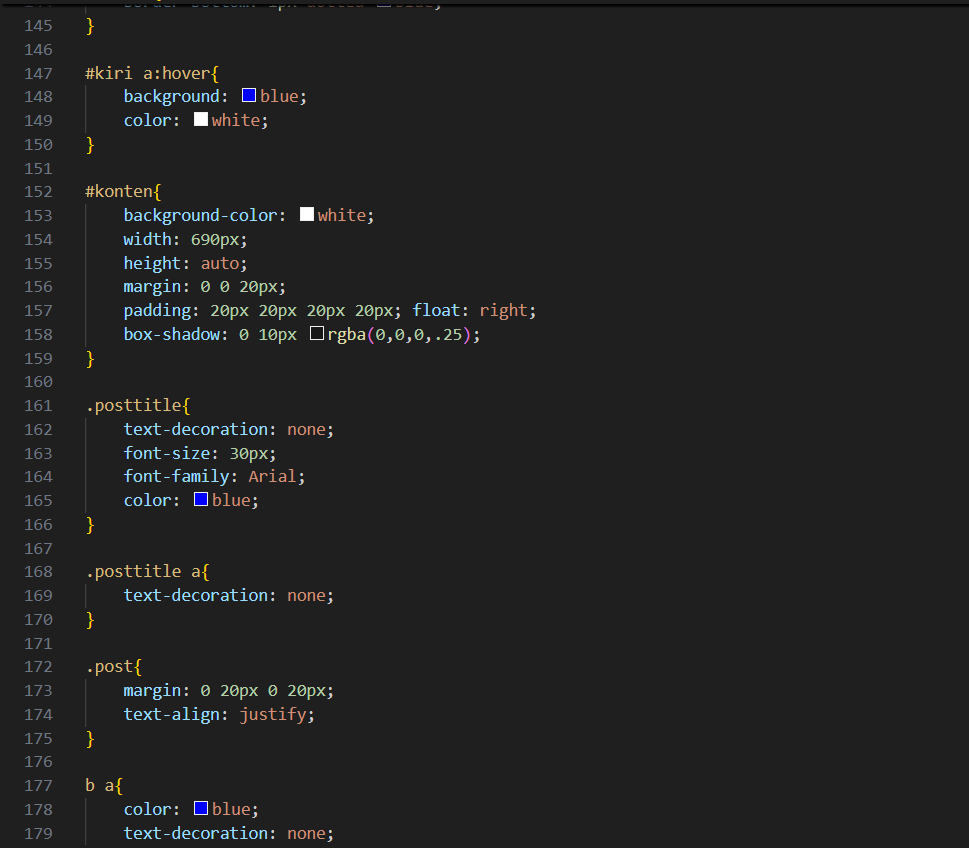 145 }
146
147 #kiri a:hover{
148 background: blue;
149 color: white;
150 }
151
152 #konten{
153 background-color: white;
154 width: 690px;
155 height: auto;
156 margin: 0 0 20px;
157 padding: 20px 20px 20px 20px; float: right;
158 box-shadow: 0 10px rgba(0,0,0,.25);
159 }
160
161 .posttitle{
162 text-decoration: none;
163 font-size: 30px;
164 font-family: Arial;
165 color: blue;
166 }
167
168 .posttitle a{
169 text-decoration: none;
170 }
171
172 .post{
173 margin: 0 20px 0 20px;
174 text-align: justify;
175 }
176
177 b a{
178 color: blue;
179 text-decoration: none;